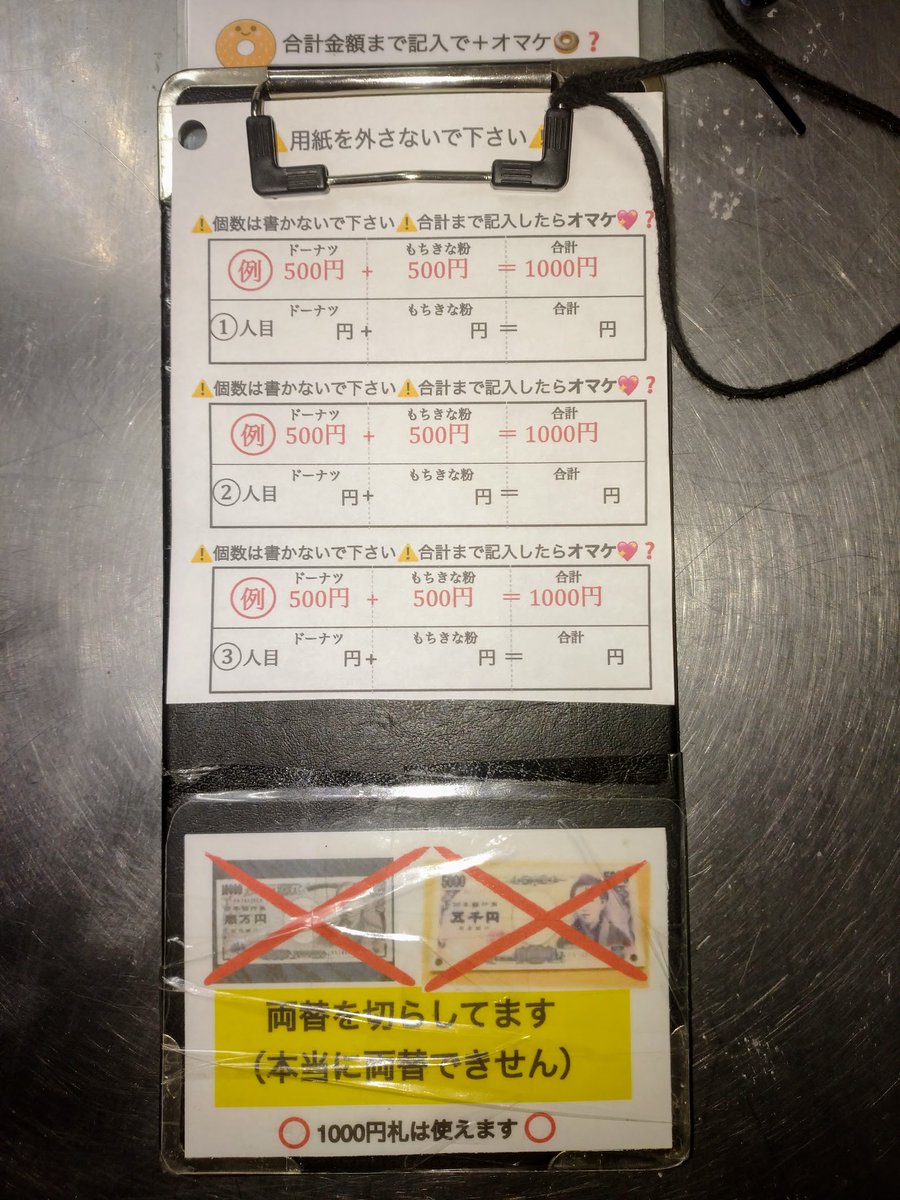 合計金額まで記入で+オマケ🍩❓
⚠️用紙を外さないで下さい⚠️
⚠️個数は書かないで下さい⚠️合計まで記入したらオマケ💖❓
ドーナツ もちきな粉 合計
例 500円 + 500円 = 1000円
ドーナツ もちきな粉 合計
①人目 円+ 円 = 円
⚠️個数は書かないで下さい⚠️合計まで記入したらオマケ💖❓
ドーナツ もちきな粉 合計
例 500円 + 500円 = 1000円
ドーナツ もちきな粉 合計
②人目 円+ 円 = 円
⚠️個数は書かないで下さい⚠️合計まで記入したらオマケ💖❓
ドーナツ もちきな粉 合計
例 500円 + 500円 = 1000円
ドーナツ もちきな粉 合計
③人目 円+ 円 = 円
10000 5000
壱万円 五千円
両替を切らしてます
(本当に両替できせん)
⭕1000円札は使えます⭕